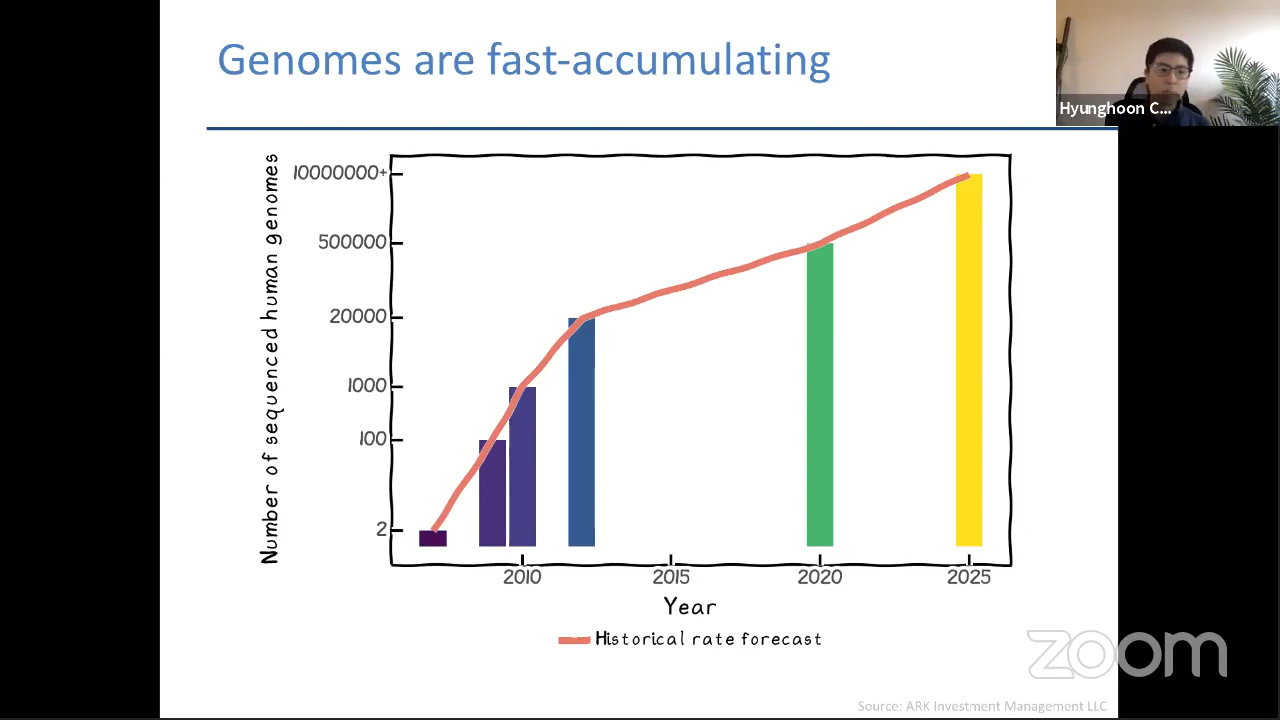 Genomes are fast-accumulating
Hyunghoon C...
Number of sequenced human genomes
10000000+
500000
20000
1000
100
2
2010 2015 2020 2025
Year
Historical rate forecast
zoom
Source: ARK Investment Management LLC